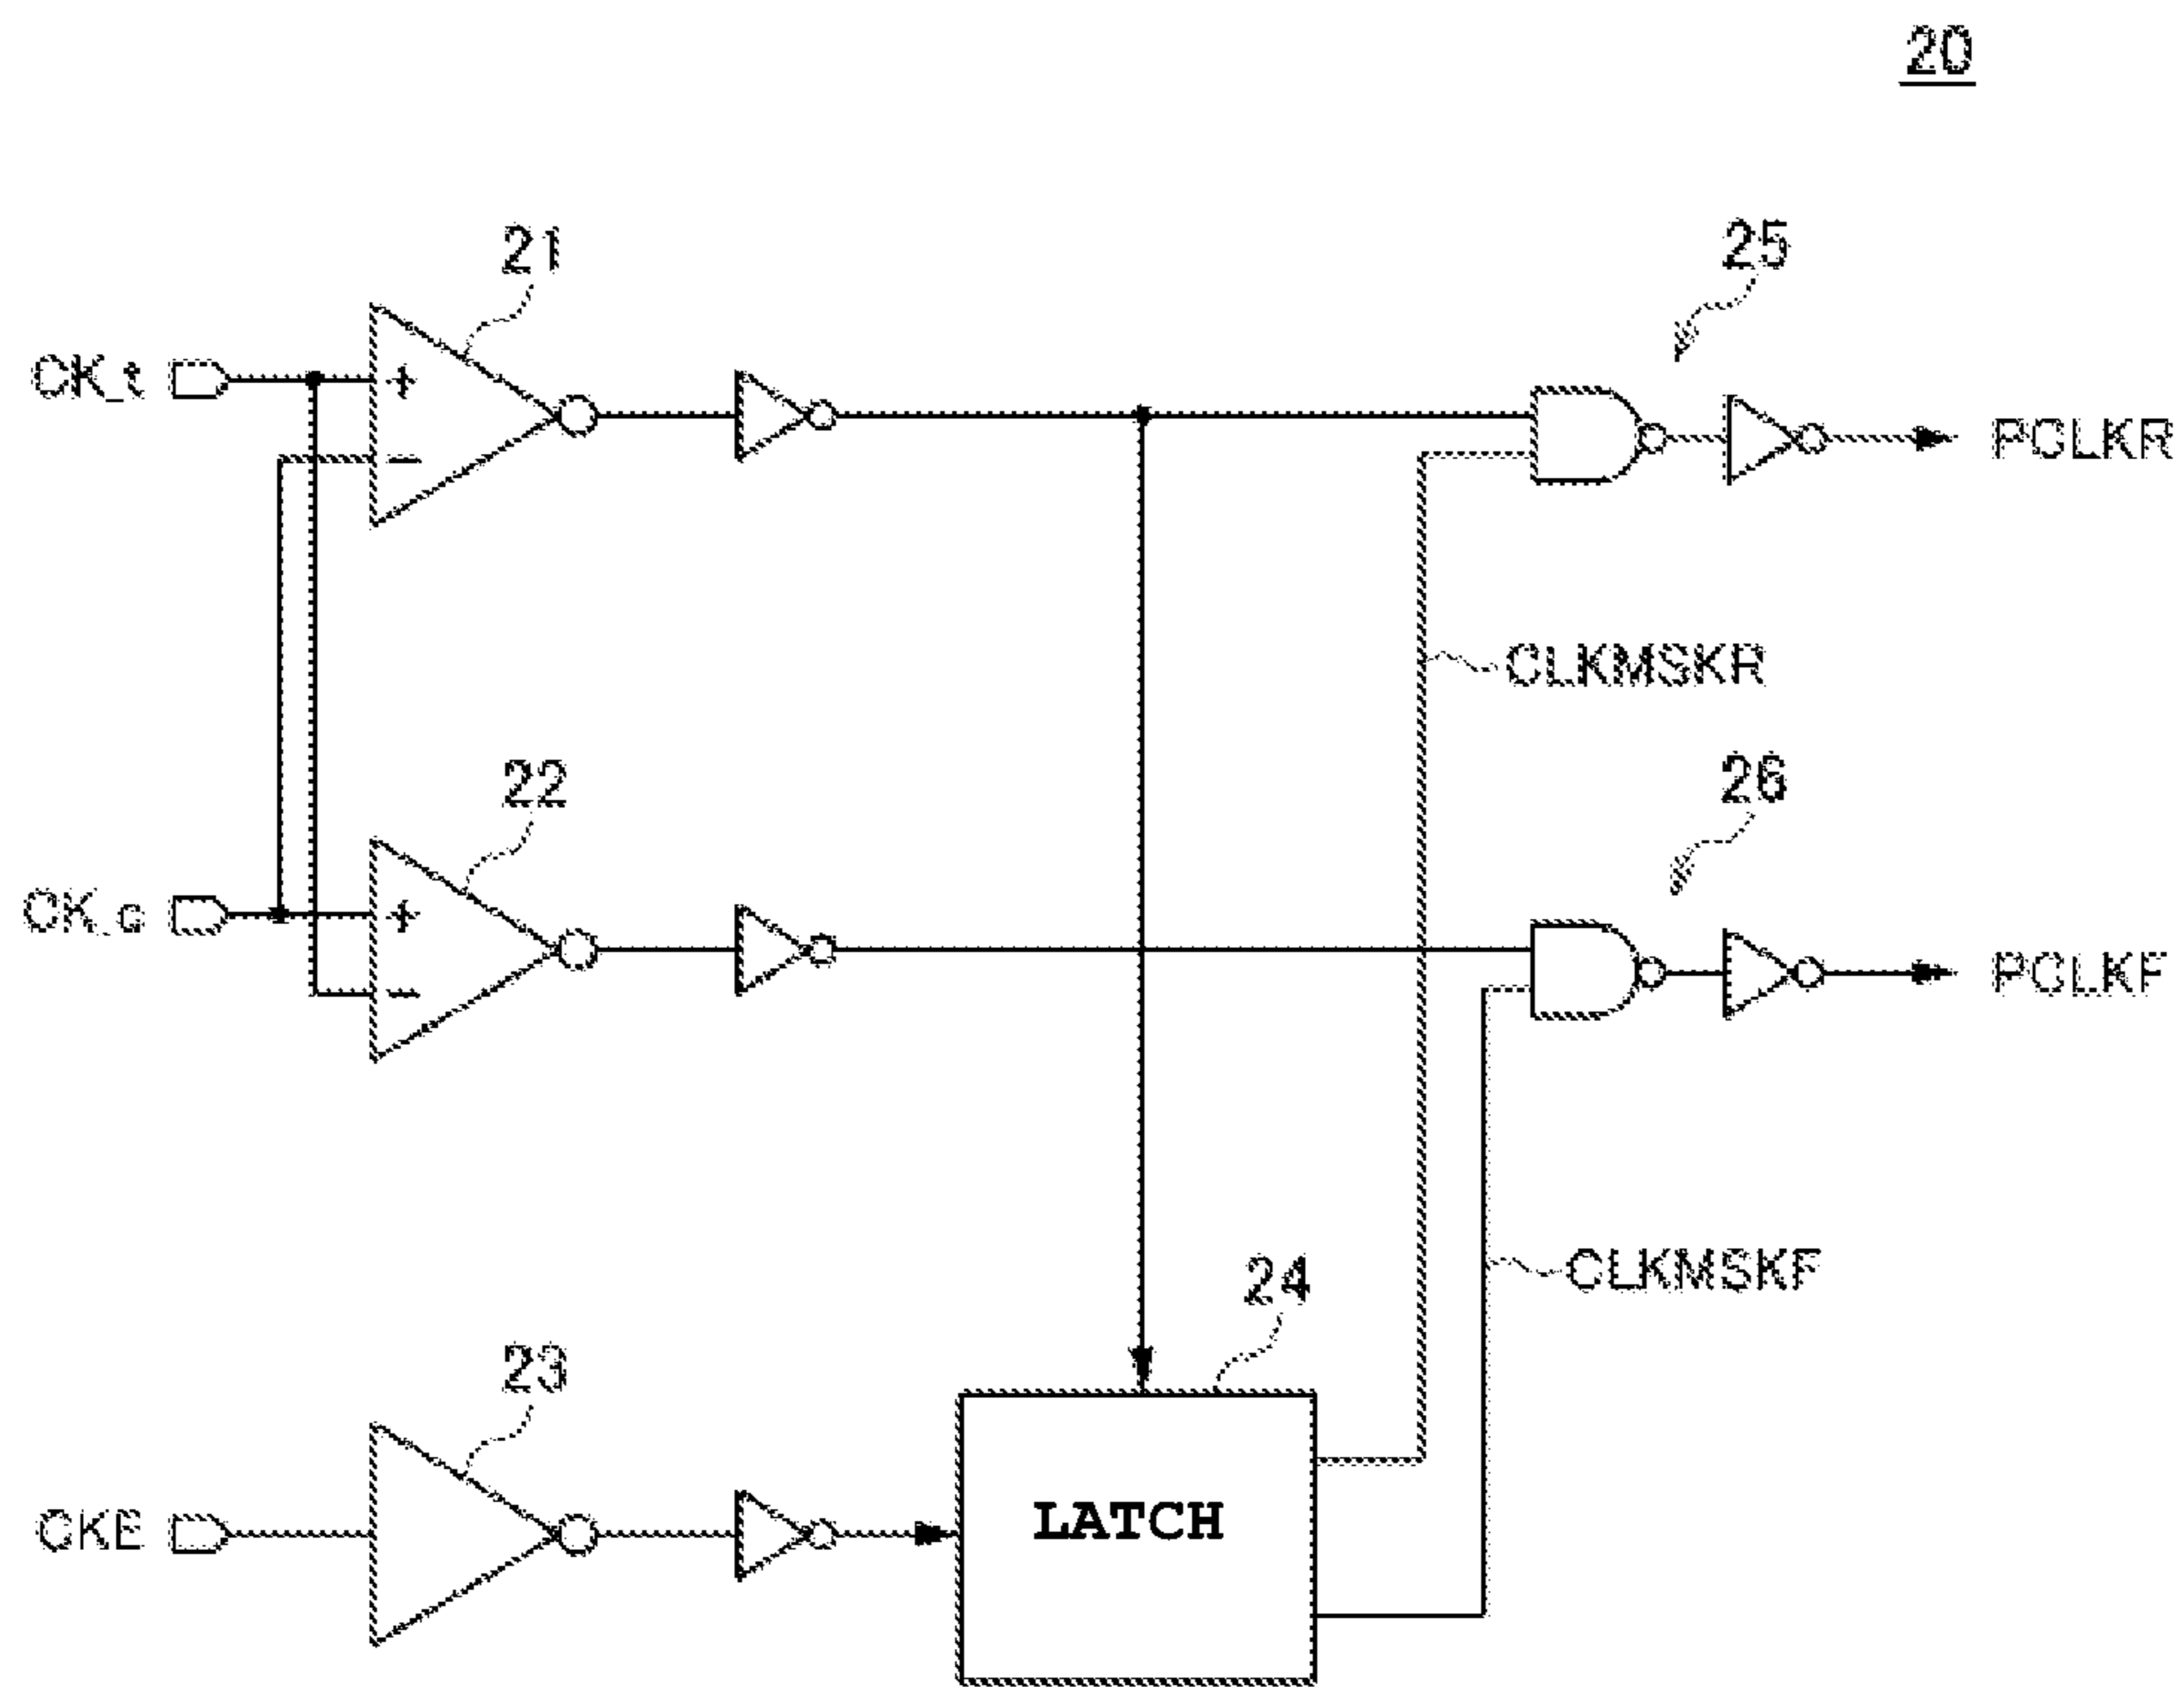 20
21
25
CK_t
+
−
PCLKR
CLKMSKR
22
26
CK_c
+
−
PCLKF
24
CLKMSKF
23
CKE
LATCH